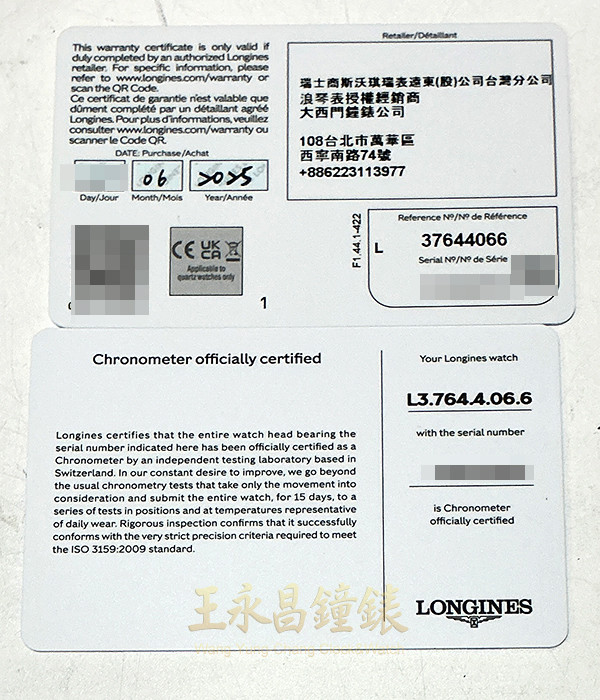 This warranty certificate is only valid if
duly completed by an authorized Longines
retailer. For specific information, please
refer to www.longines.com/warranty or
scan the QR Code.
Ce certificat de garantie n'est valable que
dûment complété par un détaillant agréé
Longines. Pour plus d'informations, veuillez
consulter www.longines.com/warranty ou
scanner le Code QR.
DATE: Purchase/Achat
06 2025
Day/Jour Month/Mois Year/Année
CE UK CA
Applicable to
quartz watches only
1
Retailer/Détaillant
瑞士商斯沃琪瑞表遠東(股)公司台灣分公司
浪琴表授權經銷商
大西門鐘錶公司
108台北市萬華區
西寧南路74號
+886223113977
F1.44.1-422
Reference Nº/Nº de Référence
L 37644066
Serial Nº/Nº de Série
Chronometer officially certified
Longines certifies that the entire watch head bearing the
serial number indicated here has been officially certified as a
Chronometer by an independent testing laboratory based in
Switzerland. In our constant desire to improve, we go beyond
the usual chronometry tests that take only the movement into
consideration and submit the entire watch, for 15 days, to a
series of tests in positions and at temperatures representative
of daily wear. Rigorous inspection confirms that it successfully
conforms with the very strict precision criteria required to meet
the ISO 3159:2009 standard.
Your Longines watch
L3.764.4.06.6
with the serial number
is Chronometer
officially certified
LONGINES
王永昌鐘錶